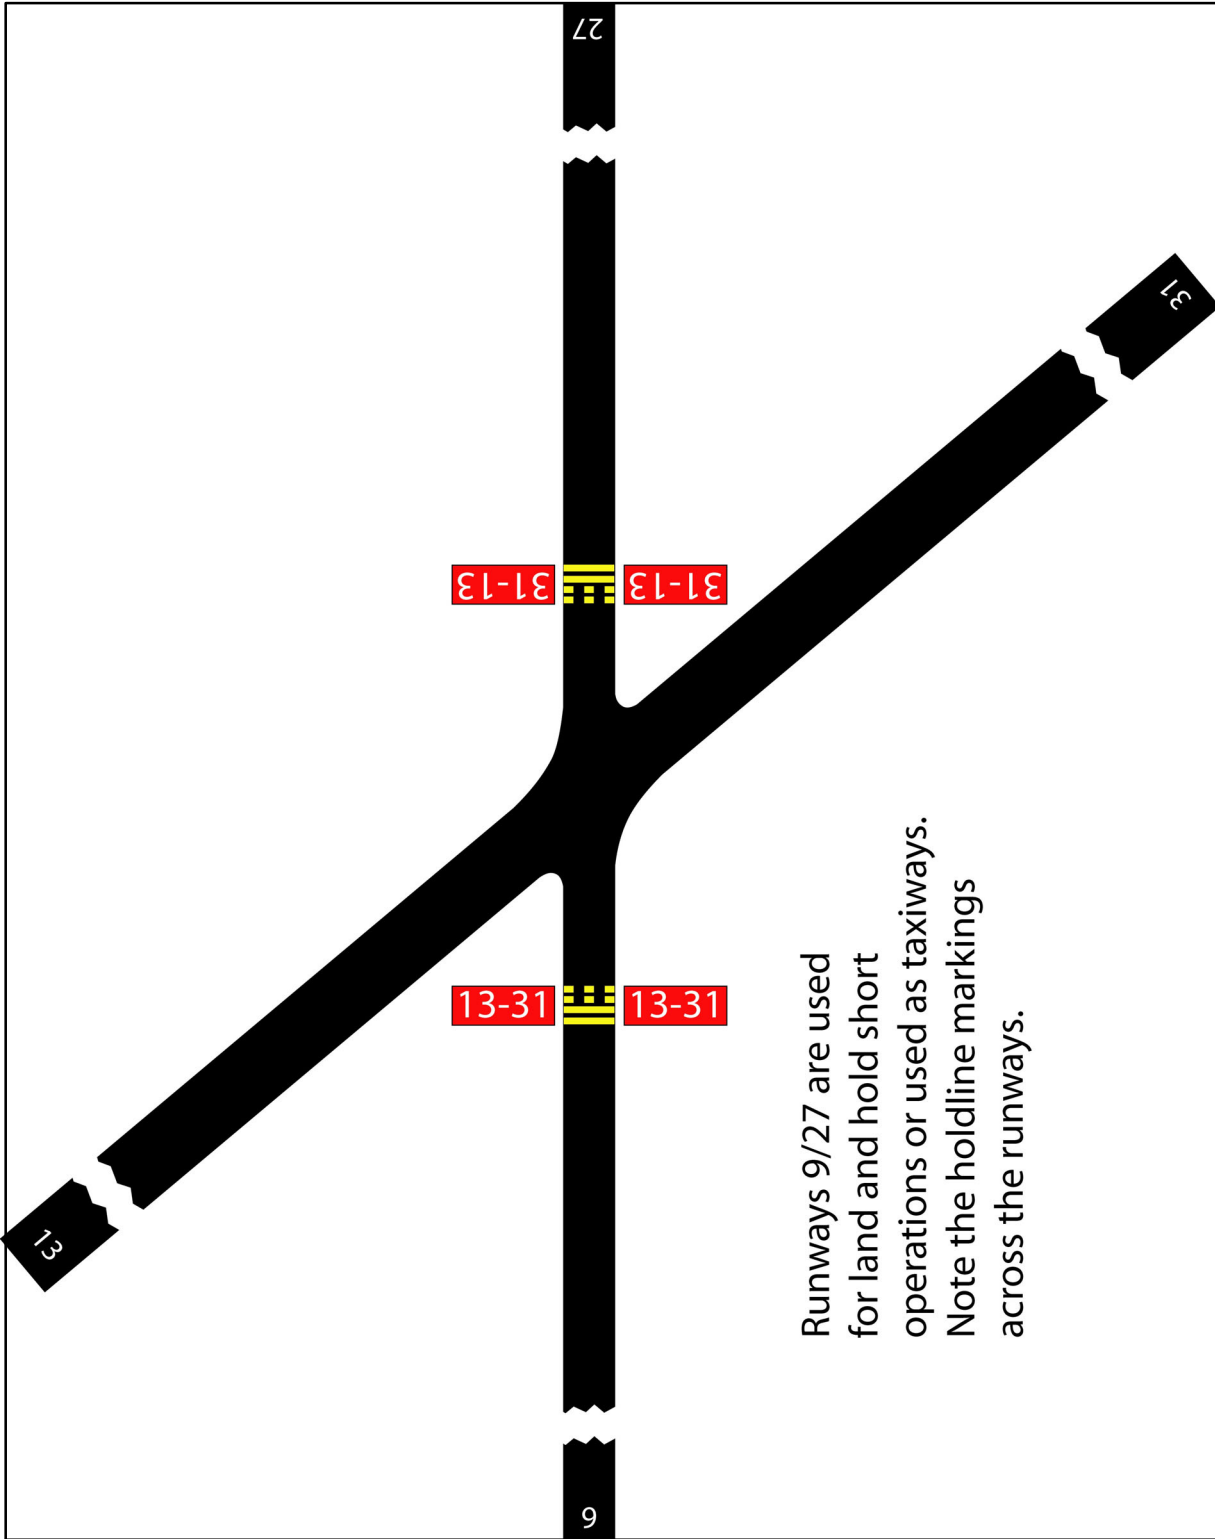 27
31
31-13
31-13
13-31
13-31
13
9
Runways 9/27 are used
for land and hold short
operations or used as taxiways.
Note the holdline markings
across the runways.